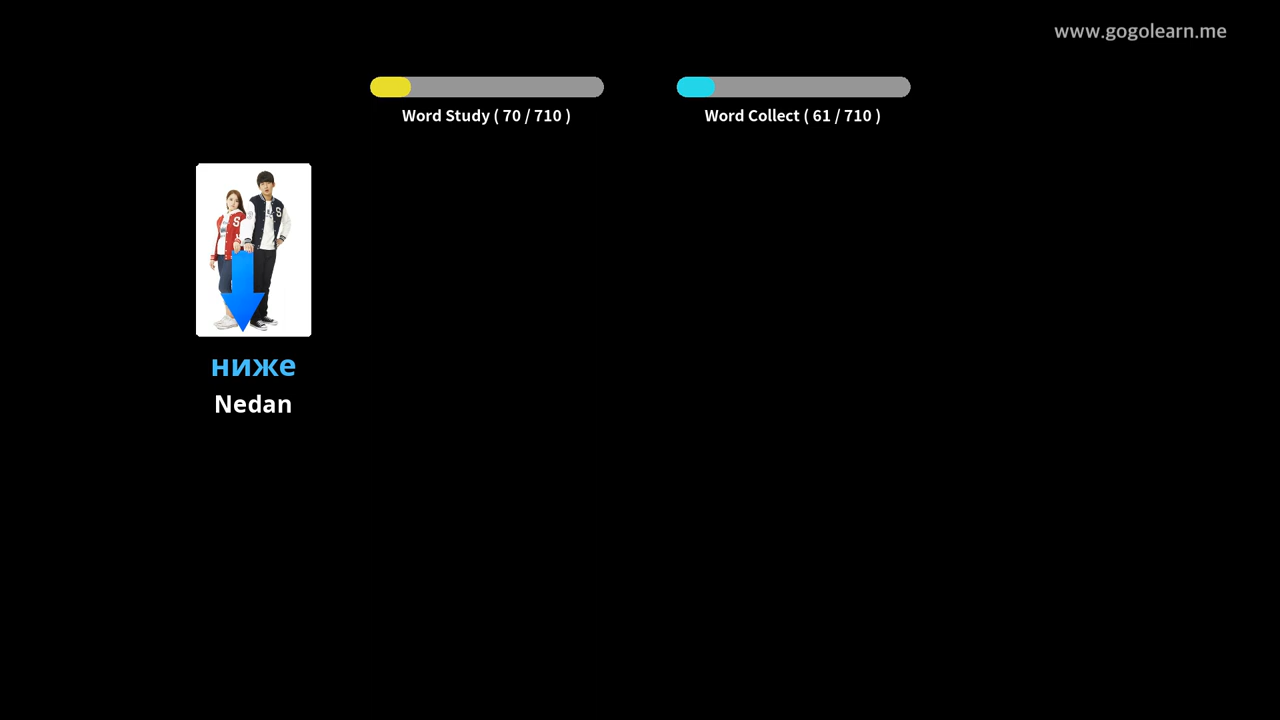 www.gogolearn.me
Word Study ( 70 / 710 )
Word Collect ( 61 / 710 )
S
S
ниже
Nedan